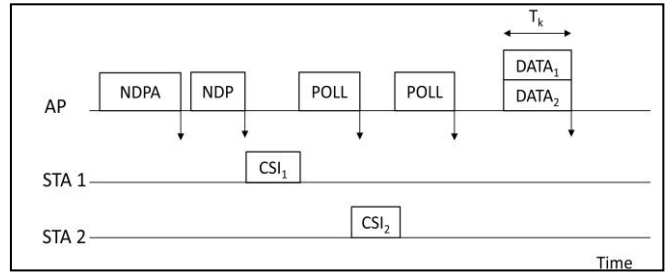 Tk
DATA1
NDPA NDP POLL POLL DATA2
AP
CSI1
STA 1
CSI2
STA 2
Time